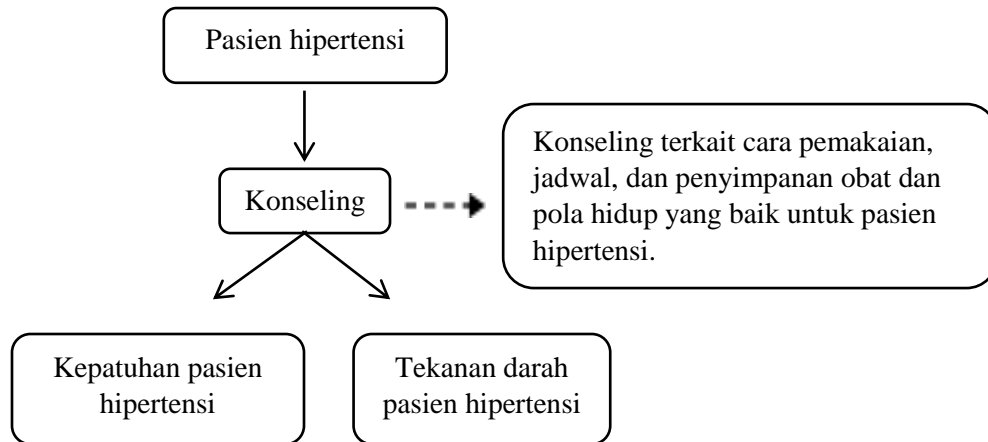 Pasien hipertensi
Konseling terkait cara pemakaian,
jadwal, dan penyimpanan obat dan
pola hidup yang baik untuk pasien
hipertensi.
Konseling
Kepatuhan pasien
hipertensi
Tekanan darah
pasien hipertensi